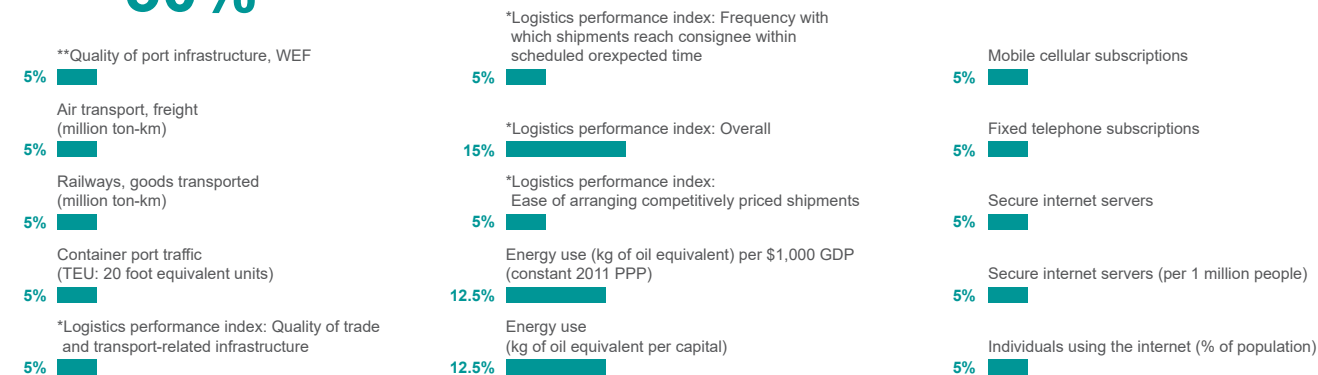 **Quality of port infrastructure, WEF
5%
Air transport, freight
(million ton-km)
5%
Railways, goods transported
(million ton-km)
5%
Container port traffic
(TEU: 20 foot equivalent units)
5%
*Logistics performance index: Quality of trade
and transport-related infrastructure
5%
*Logistics performance index: Frequency with
which shipments reach consignee within
scheduled orexpected time
5%
*Logistics performance index: Overall
15%
*Logistics performance index:
Ease of arranging competitively priced shipments
5%
Energy use (kg of oil equivalent) per $1,000 GDP
(constant 2011 PPP)
12.5%
Energy use
(kg of oil equivalent per capital)
12.5%
Mobile cellular subscriptions
5%
Fixed telephone subscriptions
5%
Secure internet servers
5%
Secure internet servers (per 1 million people)
5%
Individuals using the internet (% of population)
5%